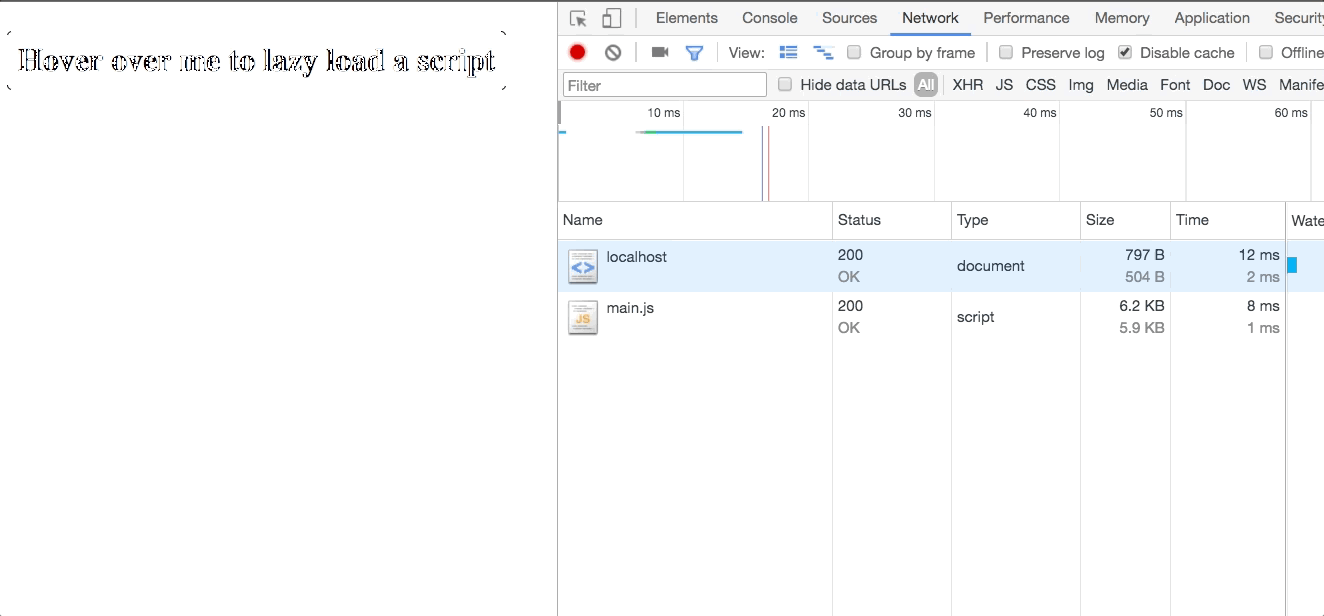 Hover over me to lazy load a script
Elements Console Sources Network Performance Memory Application Security
View: Group by frame Preserve log Disable cache Offline
Filter Hide data URLs All XHR JS CSS Img Media Font Doc WS Manife
10 ms 20 ms 30 ms 40 ms 50 ms 60 ms
Name Status Type Size Time Wate
localhost 200 document 797 B 12 ms
OK 504 B 2 ms
main.js 200 script 6.2 KB 8 ms
OK 5.9 KB 1 ms
JS